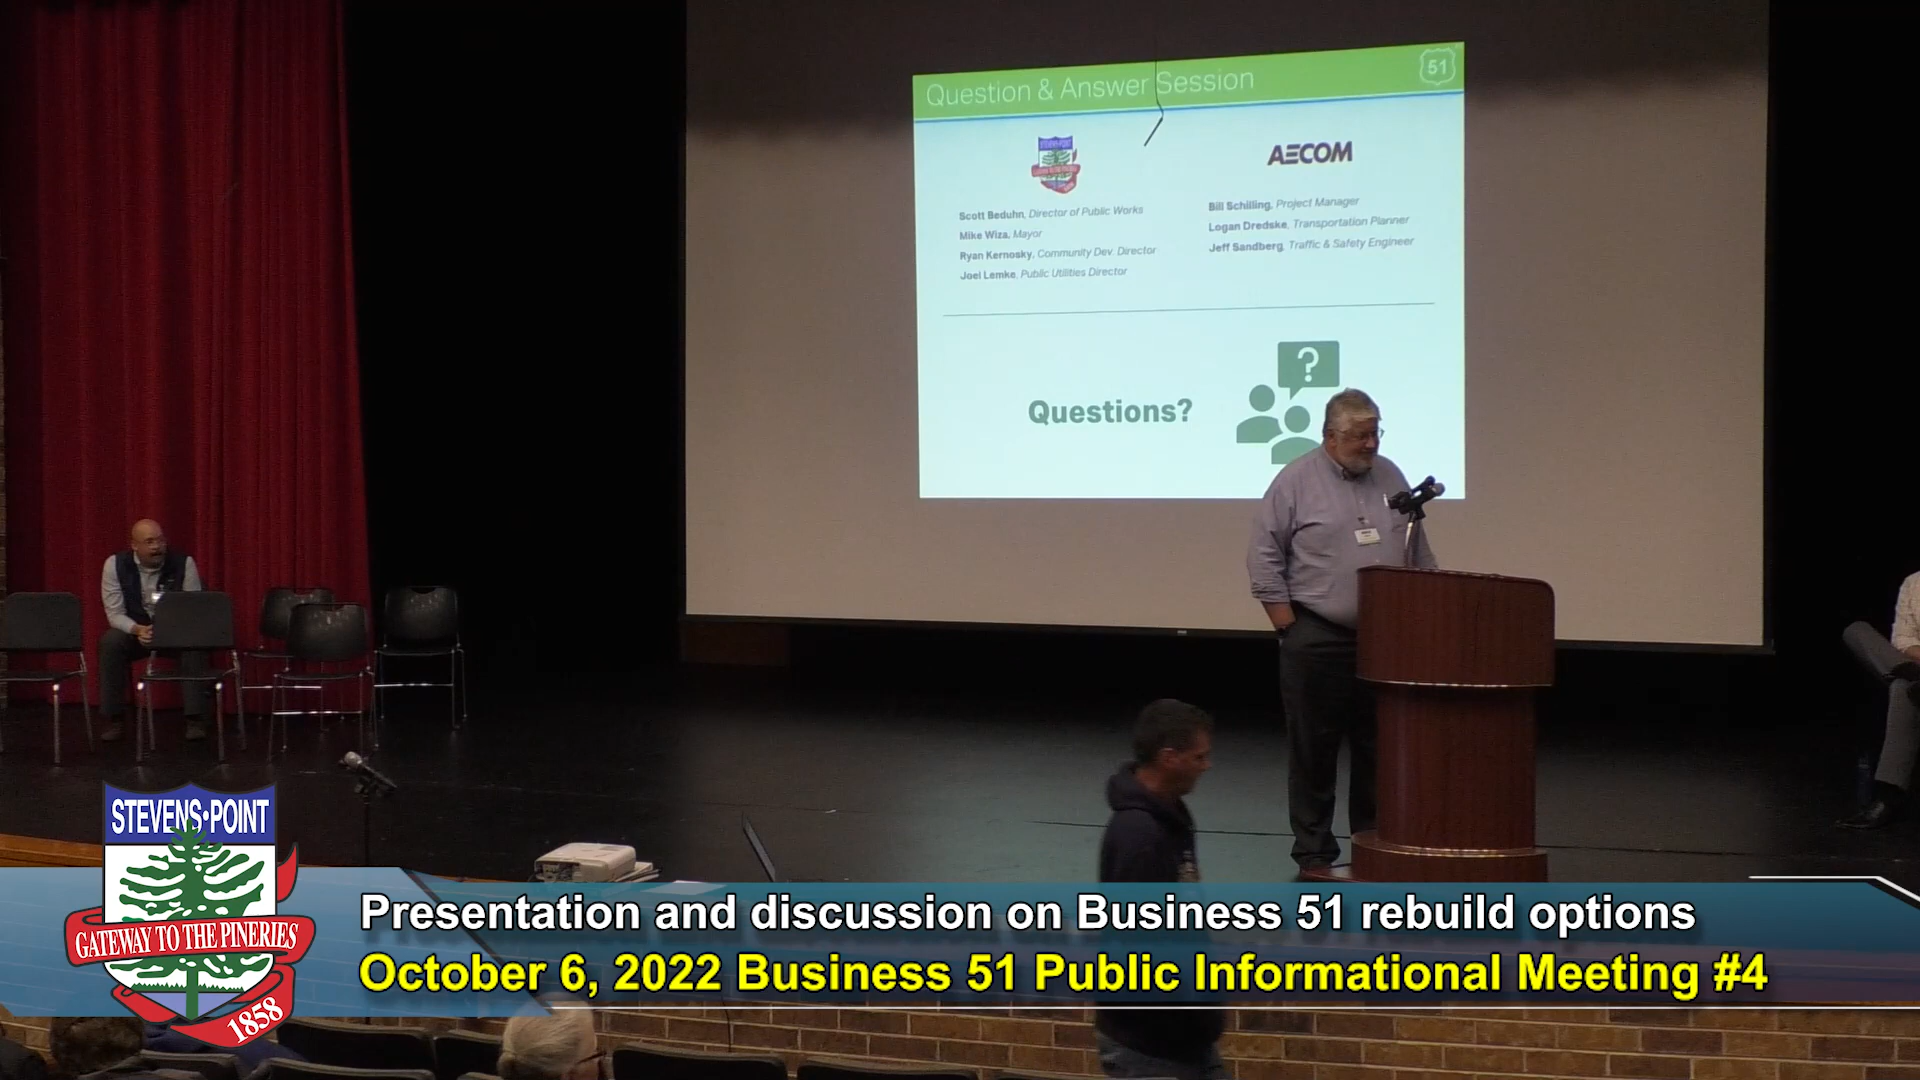 Question & Answer Session
51
STEVENS·POINT
AECOM
Scott Beduhn, Director of Public Works
Mike Wiza, Mayor
Ryan Kernosky, Community Dev. Director
Joel Lemke, Public Utilities Director
Bill Schilling, Project Manager
Logan Dredske, Transportation Planner
Jeff Sandberg, Traffic & Safety Engineer
?
Questions?
STEVENS·POINT
GATEWAY TO THE PINERIES
1858
Presentation and discussion on Business 51 rebuild options
October 6, 2022 Business 51 Public Informational Meeting #4